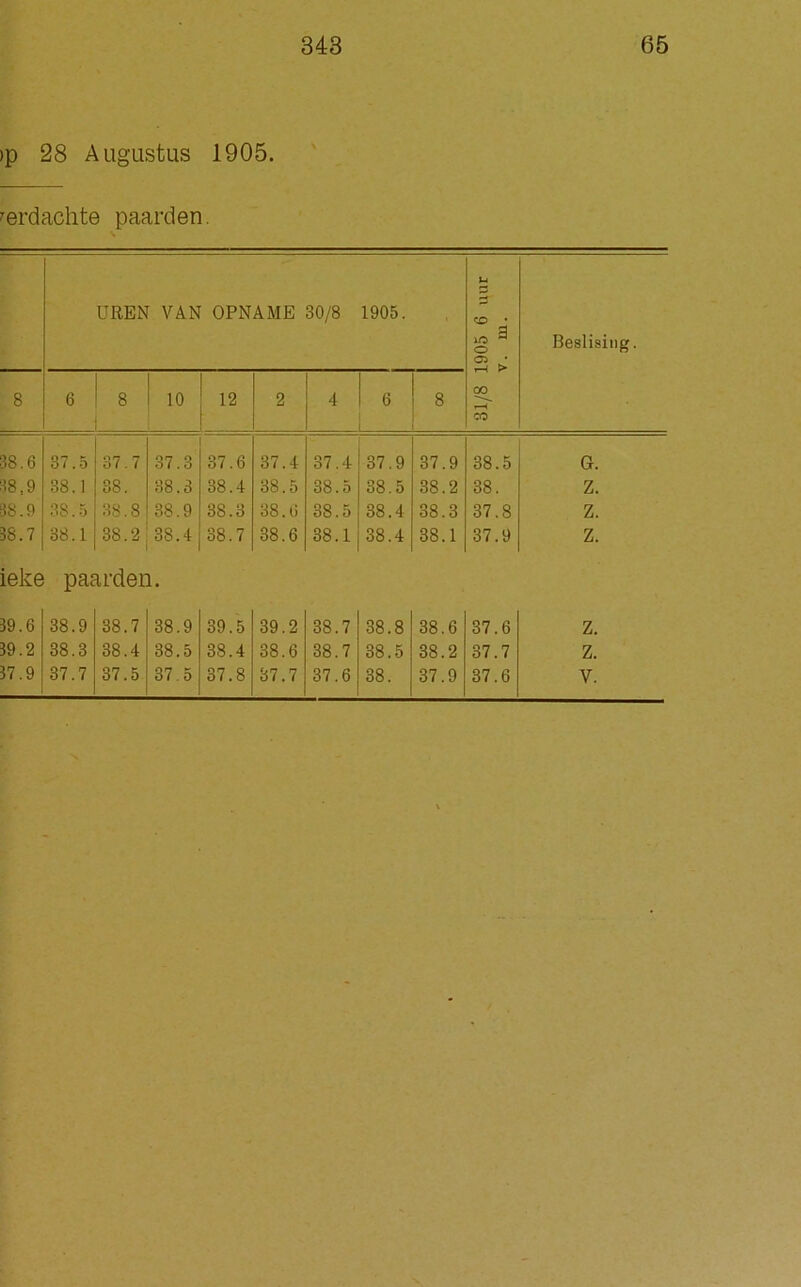 343 65
p 28 Augustus 1905.
erdachte paarden.
UREN VAN OPNAME 30/8 1905.
31/8 1905 6 uur v. m.
Beslising.
8 6 8 10 12 2 4 6 8
38.6 37.5 37.7 37.3 37.6 37.4 37.4 37.9 37.9 38.5 G.
38.9 38.1 38. 38.3 38.4 38.5 38.5 38.5 38.2 38. Z.
38.9 38.5 38.8 38.9 38.3 38.6 38.5 38.4 38.3 37.8 Z.
38.7 38.1 38.2 38.4 38.7 38.6 38.1 38.4 38.1 37.9 Z.
ieke paarden.
39.6 38.9 38.7 38.9 39.5 39.2 38.7 38.8 38.6 37.6 Z.
39.2 38.3 38.4 38.5 38.4 38.6 38.7 38.5 38.2 37.7 Z.
37.9 37.7 37.5 37.5 37.8 37.7 37.6 38. 37.9 37.6 V.